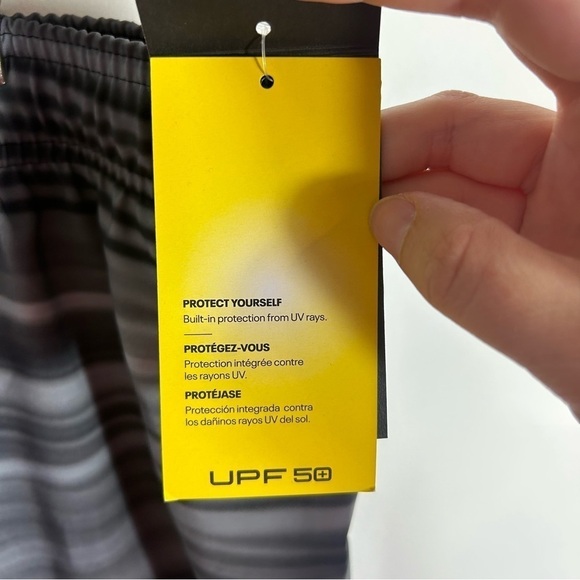 PROTECT YOURSELF
Built-in protection from UV rays.
PROTÉGEZ-VOUS
Protection intégrée contre
les rayons UV.
PROTÉJASE
Protección integrada contra
los dañinos rayos UV del sol.
UPF 50+